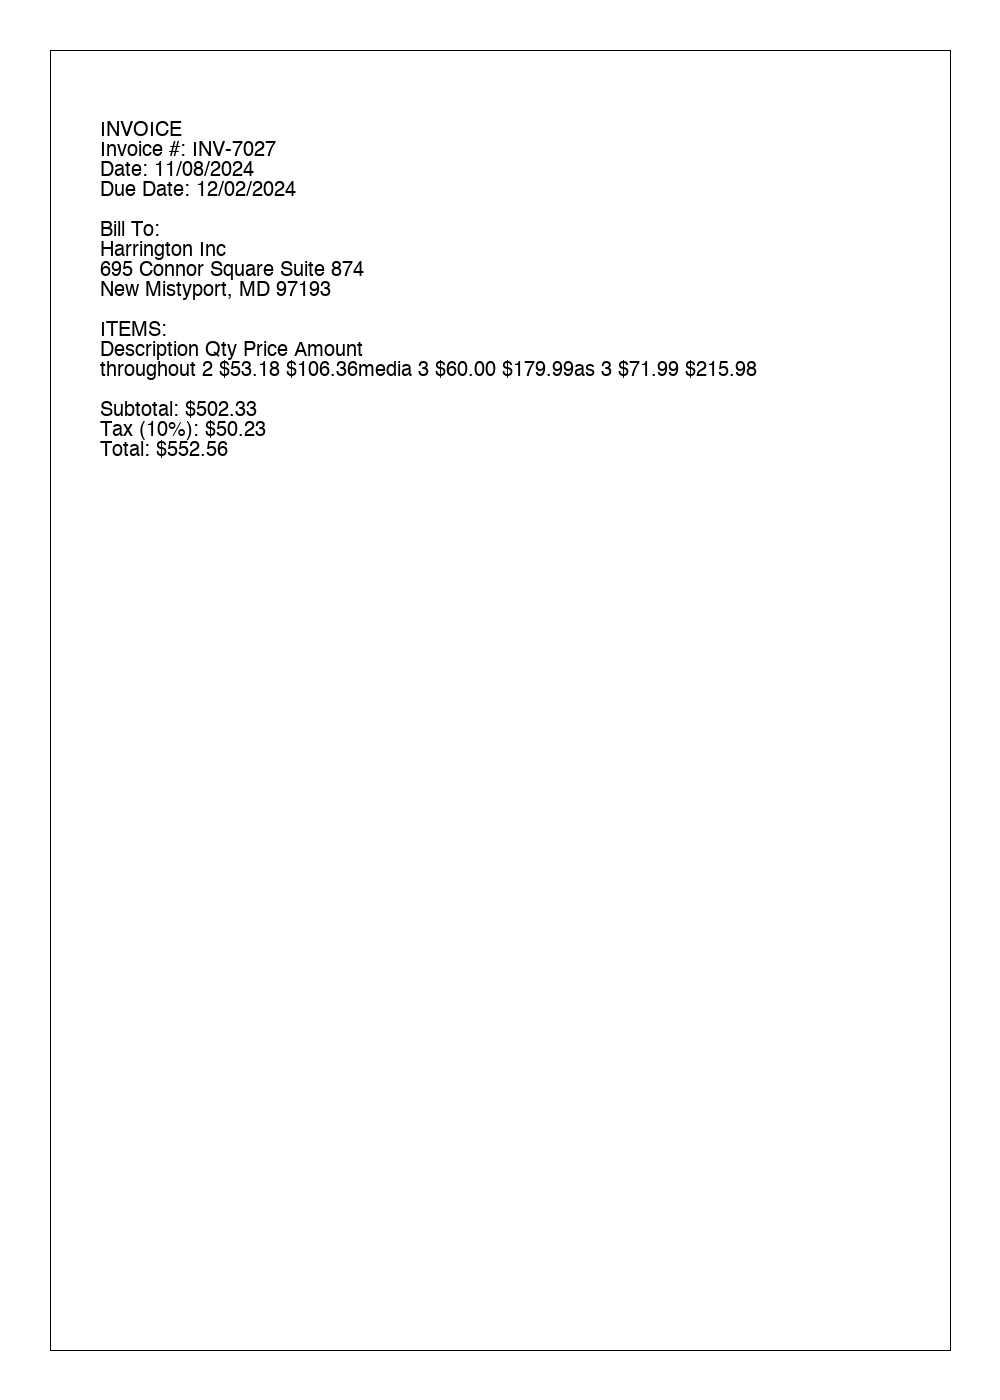 INVOICE
Invoice #: INV-7027
Date: 11/08/2024
Due Date: 12/02/2024
Bill To:
Harrington Inc
695 Connor Square Suite 874
New Mistyport, MD 97193
ITEMS:
Description Qty Price Amount
throughout 2 $53.18 $106.36media 3 $60.00 $179.99as 3 $71.99 $215.98
Subtotal: $502.33
Tax (10%): $50.23
Total: $552.56